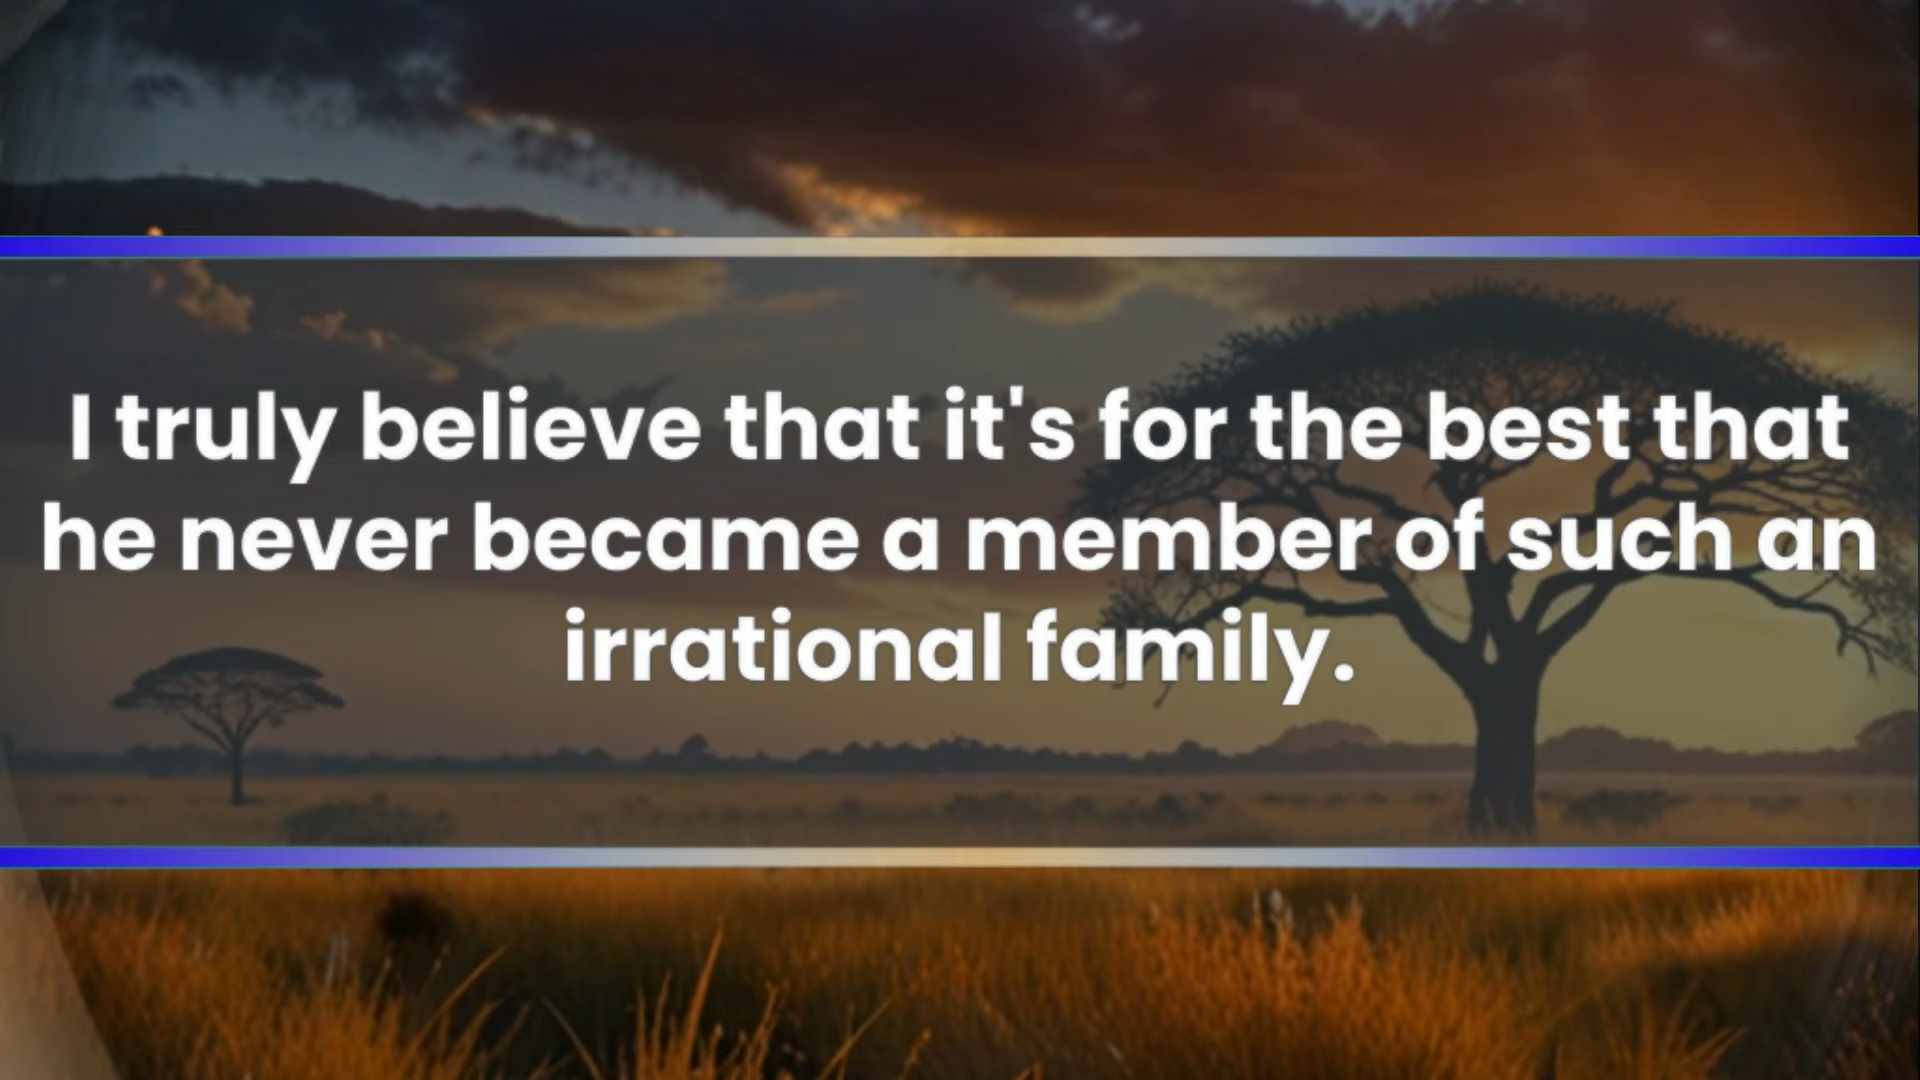 I truly believe that it's for the best that
he never became a member of such an
irrational family.